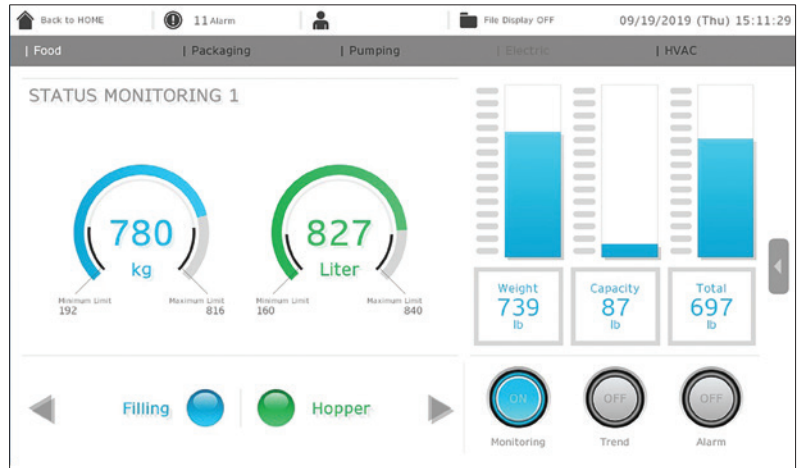 Back to HOME
11 Alarm
File Display OFF
09/19/2019 (Thu) 15:11:29
| Food
| Packaging
| Pumping
| Electric
| HVAC
STATUS MONITORING 1
780
kg
Minimum Limit
192
Maximum Limit
816
827
Liter
Minimum Limit
160
Maximum Limit
840
Weight
739
lb
Capacity
87
lb
Total
697
lb
Filling
Hopper
ON
Monitoring
OFF
Trend
OFF
Alarm